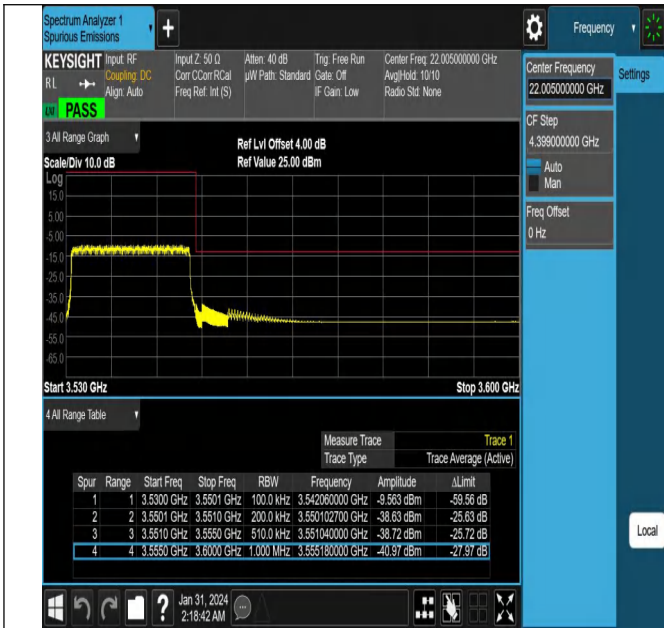 Spectrum Analyzer 1
Spurious Emissions
Frequency
KEYSIGHT
RL
PASS
Input: RF
Coupling: DC
Align: Auto
Input Z: 50 Ω
Corr CCorr RCal
Freq Ref: Int (S)
Atten: 40 dB
µW Path: Standard
Trig: Free Run
Gate: Off
IF Gain: Low
Center Freq: 22.005000000 GHz
Avg|Hold: 10/10
Radio Std: None
Center Frequency
22.005000000 GHz
Settings
CF Step
4.399000000 GHz
Auto
Man
Freq Offset
0 Hz
3 All Range Graph
Scale/Div 10.0 dB
Ref Lvl Offset 4.00 dB
Ref Value 25.00 dBm
Log
15.0
5.00
-5.00
-15.0
-25.0
-35.0
-45.0
-55.0
-65.0
Start 3.530 GHz
Stop 3.600 GHz
4 All Range Table
Measure Trace Trace 1
Trace Type Trace Average (Active)
Spur Range Start Freq Stop Freq RBW Frequency Amplitude ΔLimit
1 1 3.5300 GHz 3.5501 GHz 100.0 kHz 3.542060000 GHz -9.563 dBm -59.56 dB
2 2 3.5501 GHz 3.5510 GHz 200.0 kHz 3.550102700 GHz -38.63 dBm -25.63 dB
3 3 3.5510 GHz 3.5550 GHz 510.0 kHz 3.551040000 GHz -38.72 dBm -25.72 dB
4 4 3.5550 GHz 3.6000 GHz 1.000 MHz 3.555180000 GHz -40.97 dBm -27.97 dB
Local
?
Jan 31, 2024
2:18:42 AM